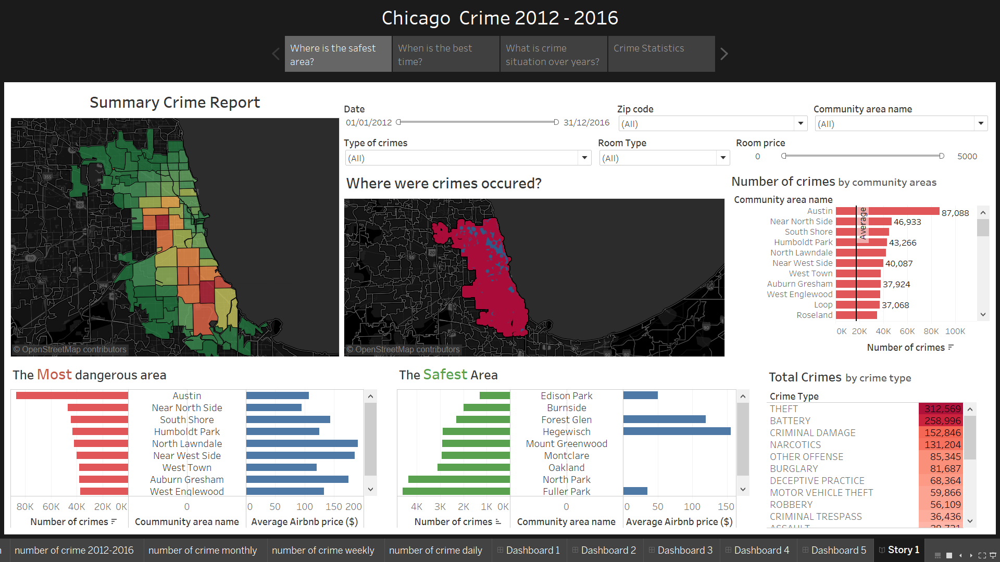 Chicago  Crime 2012 - 2016
Where is the safest
area?
When is the best
time?
What is crime
situation over years?
Crime Statistics
Summary Crime Report
© OpenStreetMap contributors
Date
01/01/2012
31/12/2016
Zip code
(All)
Community area name
(All)
Type of crimes
(All)
Room Type
(All)
Room price
0
5000
Where were crimes occured?
© OpenStreetMap contributors
Number of crimes by community areas
Community area name
Average
Austin 87,088
Near North Side 46,933
South Shore
Humboldt Park 43,266
North Lawndale
Near West Side 40,087
West Town
Auburn Gresham 37,924
West Englewood
Loop 37,068
Roseland
0K 20K 40K 60K 80K 100K
Number of crimes
The Most dangerous area
Austin
Near North Side
South Shore
Humboldt Park
North Lawndale
Near West Side
West Town
Auburn Gresham
West Englewood
80K 60K 40K 20K 0K 0 0 50 100 150 200
Number of crimes Coummunity area name Average Airbnb price ($)
The Safest Area
Edison Park
Burnside
Forest Glen
Hegewisch
Mount Greenwood
Montclare
Oakland
North Park
Fuller Park
4K 3K 2K 1K 0K 0 0 50 100 150
Number of crimes Community area name Average Airbnb price ($)
Total Crimes by crime type
Crime Type
THEFT 312,569
BATTERY 258,996
CRIMINAL DAMAGE 152,846
NARCOTICS 131,204
OTHER OFFENSE 85,345
BURGLARY 81,687
DECEPTIVE PRACTICE 68,364
MOTOR VEHICLE THEFT 59,866
ROBBERY 56,109
CRIMINAL TRESPASS 36,436
number of crime 2012-2016 number of crime monthly number of crime weekly number of crime daily Dashboard 1 Dashboard 2 Dashboard 3 Dashboard 4 Dashboard 5 Story 1